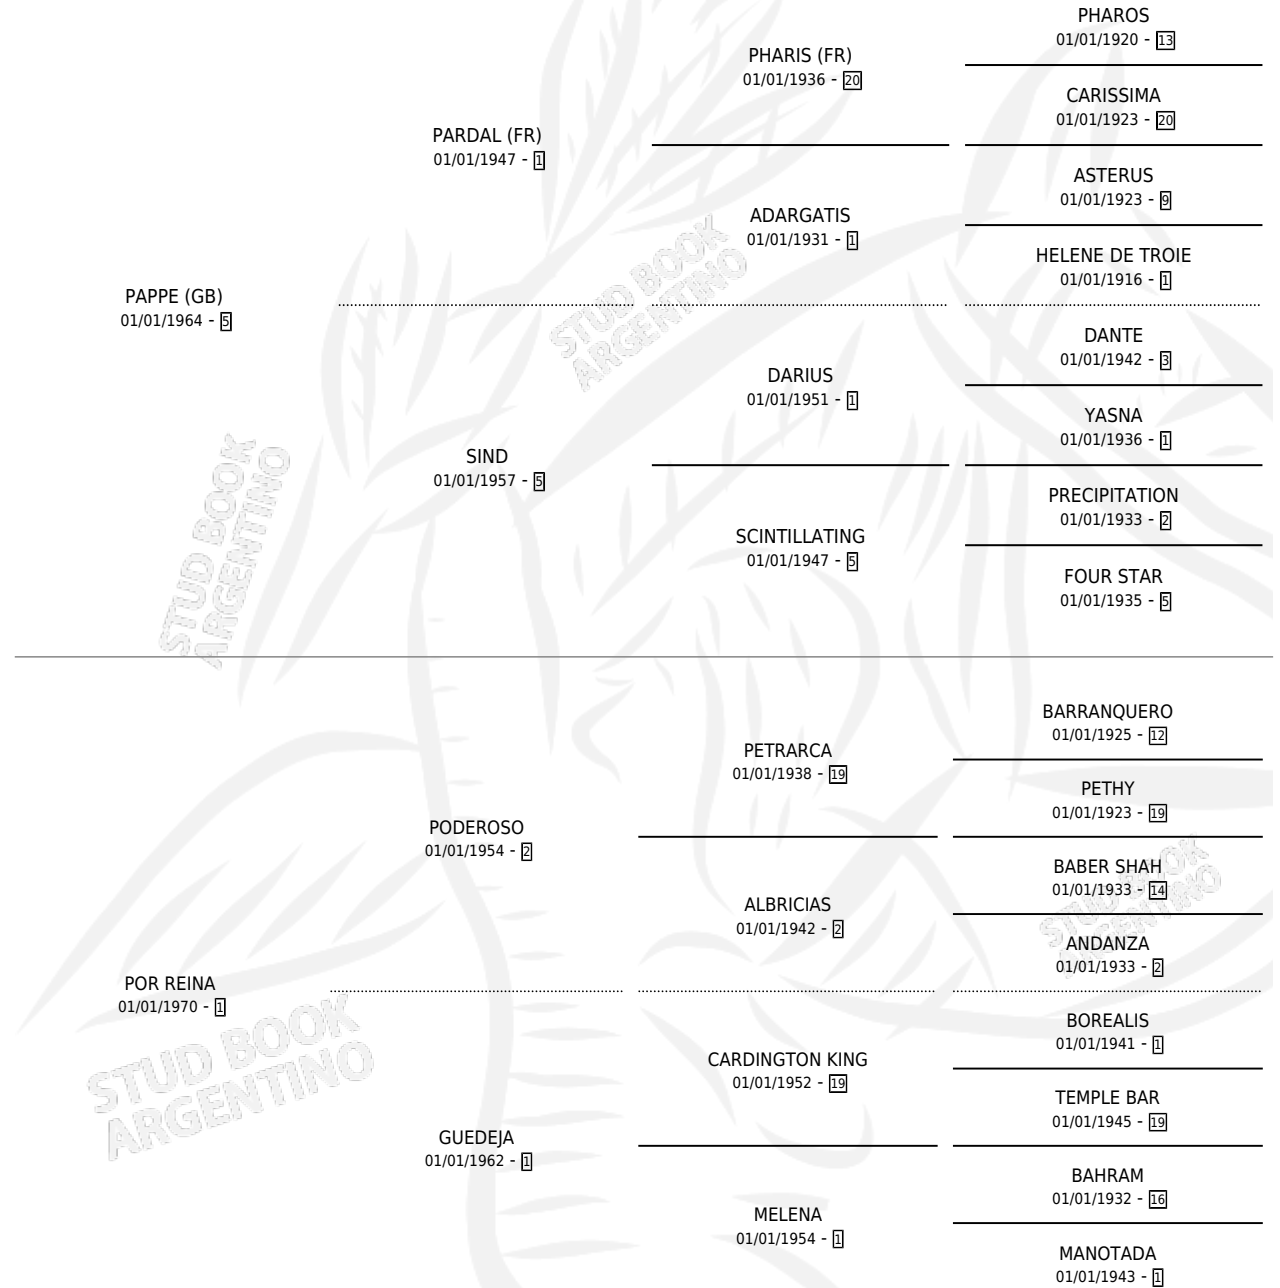 PHAROS
01/01/1920 - 13
PHARIS (FR)
01/01/1936 - 20
CARISSIMA
01/01/1923 - 20
PARDAL (FR)
01/01/1947 - 1
ASTERUS
01/01/1923 - 9
ADARGATIS
01/01/1931 - 1
HELENE DE TROIE
01/01/1916 - 1
PAPPE (GB)
01/01/1964 - 5
DANTE
01/01/1942 - 3
DARIUS
01/01/1951 - 1
YASNA
01/01/1936 - 1
SIND
01/01/1957 - 5
PRECIPITATION
01/01/1933 - 2
SCINTILLATING
01/01/1947 - 5
FOUR STAR
01/01/1935 - 5
STUD BOOK
ARGENTINO
STUD BOOK
ARGENTINO
BARRANQUERO
01/01/1925 - 12
PETRARCA
01/01/1938 - 19
PETHY
01/01/1923 - 19
PODEROSO
01/01/1954 - 2
BABER SHAH
01/01/1933 - 14
ALBRICIAS
01/01/1942 - 2
ANDANZA
01/01/1933 - 2
POR REINA
01/01/1970 - 1
BOREALIS
01/01/1941 - 1
CARDINGTON KING
01/01/1952 - 19
TEMPLE BAR
01/01/1945 - 19
GUEDEJA
01/01/1962 - 1
BAHRAM
01/01/1932 - 16
MELENA
01/01/1954 - 1
MANOTADA
01/01/1943 - 1
STUD BOOK
ARGENTINO
STUD BOOK
ARGENTINO